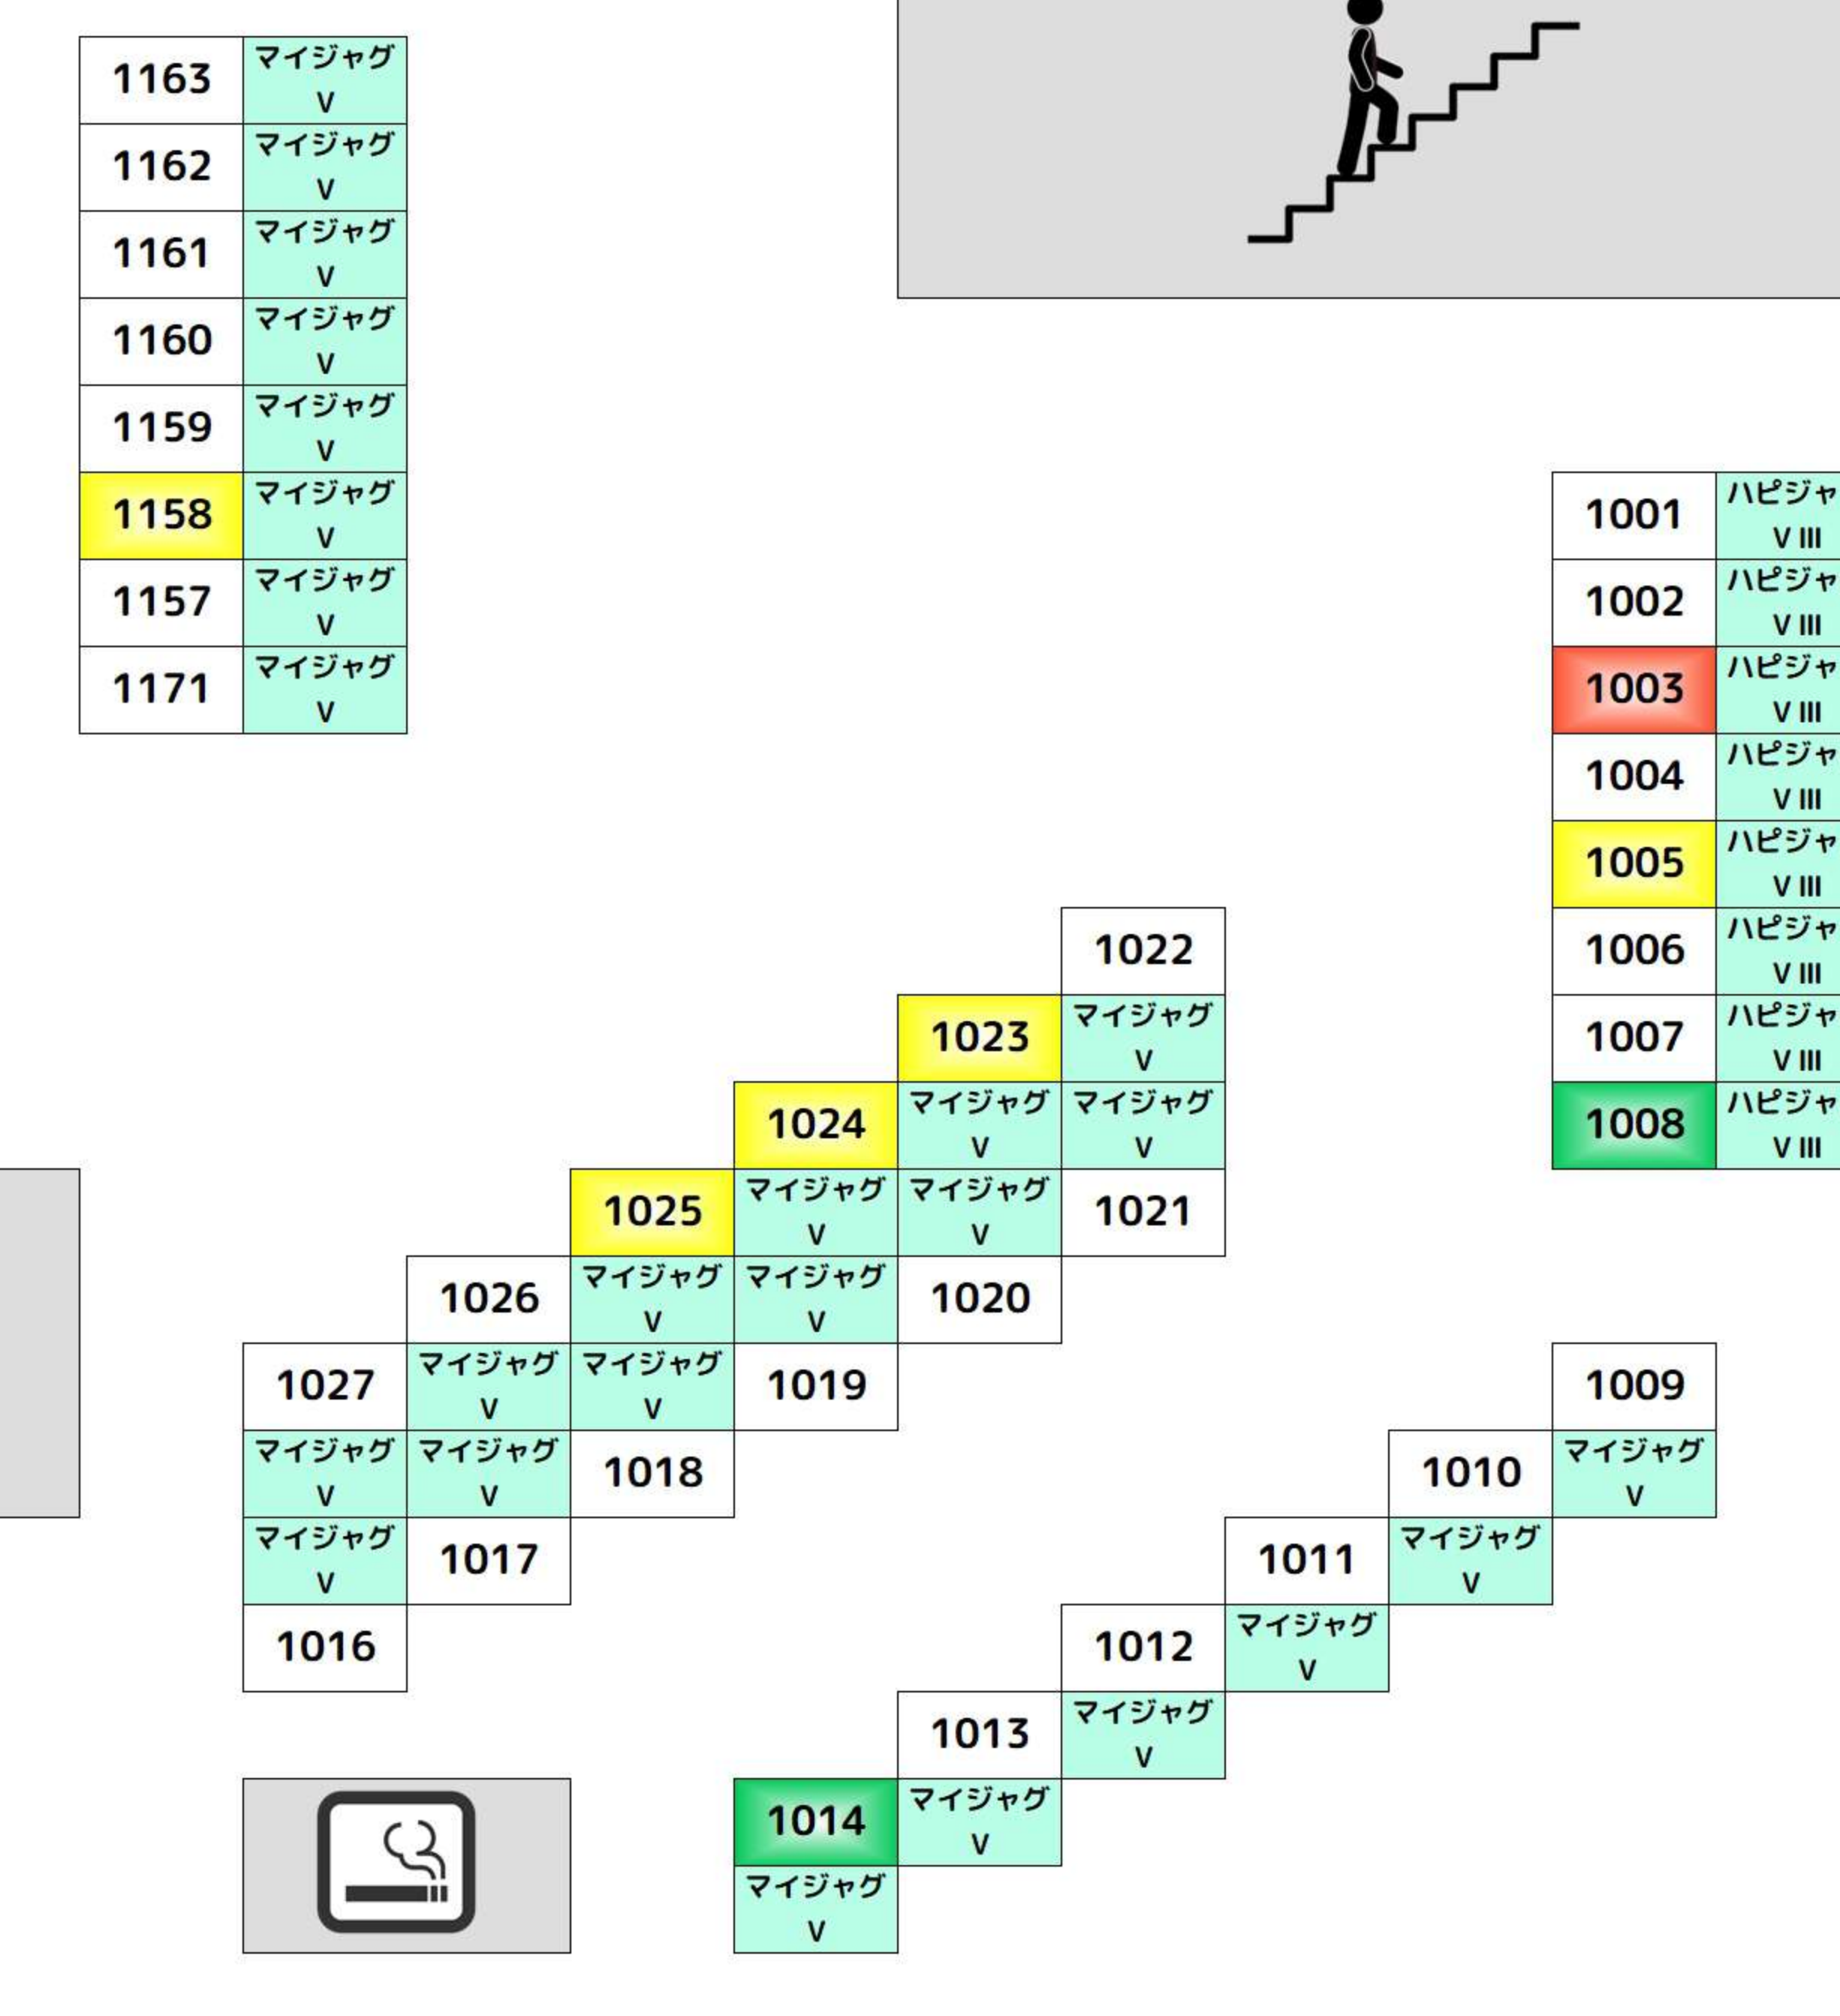 1163
マイジャグ
V
1162
マイジャグ
V
1161
マイジャグ
V
1160
マイジャグ
V
1159
マイジャグ
V
1158
マイジャグ
V
1157
マイジャグ
V
1171
マイジャグ
V
1001
ハピジャ
V III
1002
ハピジャ
V III
1003
ハピジャ
V III
1004
ハピジャ
V III
1005
ハピジャ
V III
1006
ハピジャ
V III
1007
ハピジャ
V III
1008
ハピジャ
V III
1022
1023
マイジャグ
V
1024
マイジャグ
V
マイジャグ
V
1025
マイジャグ
V
マイジャグ
V
1021
1026
マイジャグ
V
マイジャグ
V
1020
1027
マイジャグ
V
マイジャグ
V
1019
マイジャグ
V
マイジャグ
V
1018
マイジャグ
V
1017
1016
1009
1010
マイジャグ
V
1011
マイジャグ
V
1012
マイジャグ
V
1013
マイジャグ
V
1014
マイジャグ
V
マイジャグ
V